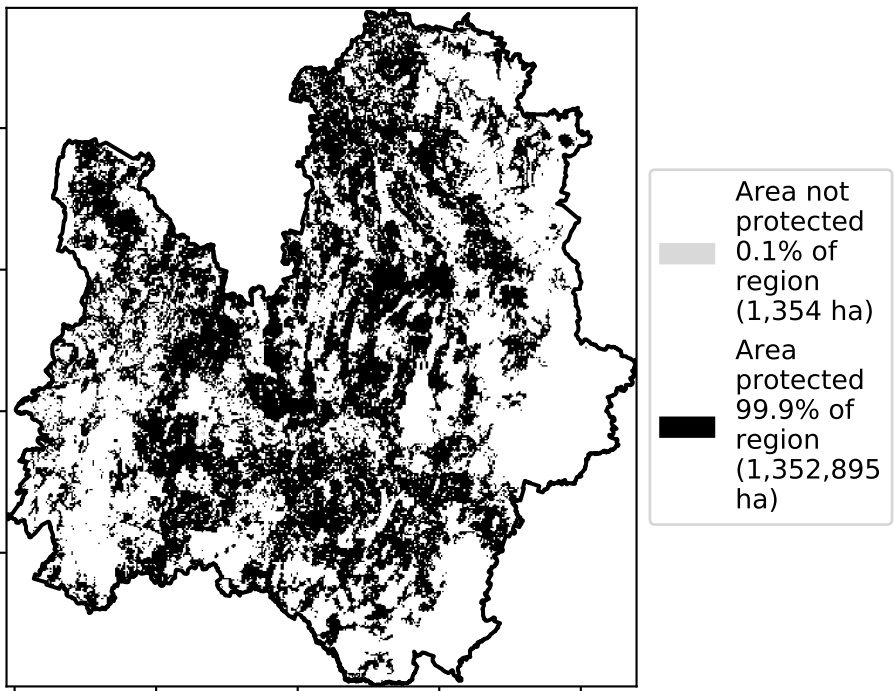 Area not
protected
0.1% of
region
(1,354 ha)
Area
protected
99.9% of
region
(1,352,895
ha)